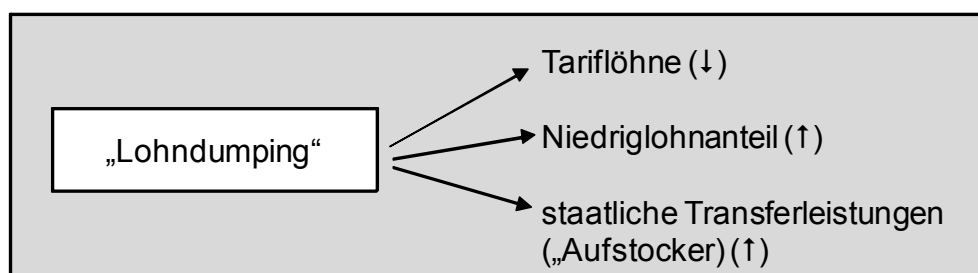 Tariflöhne (↓)
„Lohndumping“
Niedriglohnanteil (↑)
staatliche Transferleistungen
(„Aufstocker) (↑)